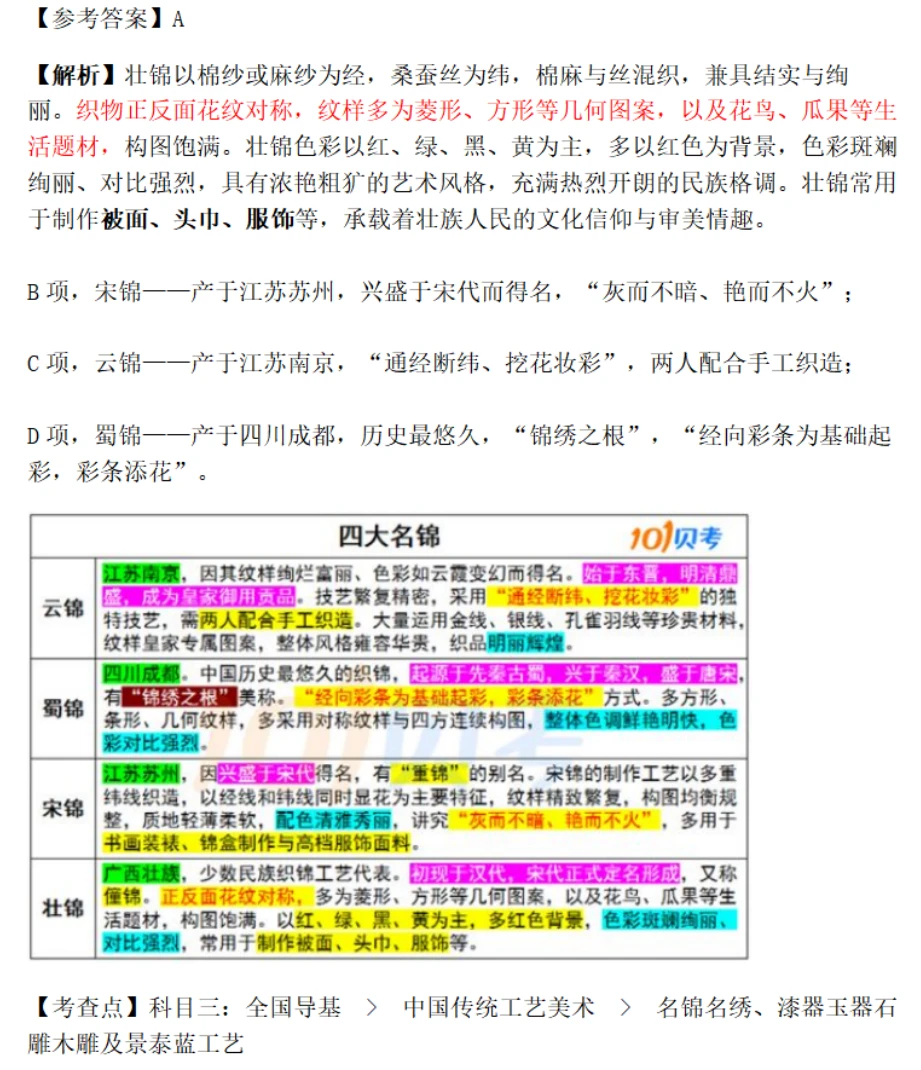 【参考答案】A
【解析】壮锦以棉纱或麻纱为经，桑蚕丝为纬，棉麻与丝混织，兼具结实与绚
丽。织物正反面花纹对称，纹样多为菱形、方形等几何图案，以及花鸟、瓜果等生
活题材，构图饱满。壮锦色彩以红、绿、黑、黄为主，多以红色为背景，色彩斑斓
绚丽、对比强烈，具有浓艳粗犷的艺术风格，充满热烈开朗的民族格调。壮锦常用
于制作被面、头巾、服饰等，承载着壮族人民的文化信仰与审美情趣。
B 项，宋锦——产于江苏苏州，兴盛于宋代而得名，“灰而不暗、艳而不火”；
C 项，云锦——产于江苏南京，“通经断纬、挖花妆彩”，两人配合手工织造；
D 项，蜀锦——产于四川成都，历史最悠久，“锦绣之根”，“经向彩条为基础起
彩，彩条添花”。
四大名锦
101贝考
云锦
江苏南京，因其纹样绚烂富丽、色彩如云霞变幻而得名。始于东晋，明清鼎
盛，成为皇家御用贡品。技艺繁复精密，采用“通经断纬、挖花妆彩”的独
特技艺，需两人配合手工织造。大量运用金线、银线、孔雀羽线等珍贵材料，
纹样皇家专属图案，整体风格雍容华贵，织品明丽辉煌。
蜀锦
四川成都。中国历史最悠久的织锦，起源于先秦古蜀，兴于秦汉，盛于唐宋，
有“锦绣之根”美称。“经向彩条为基础起彩，彩条添花”方式。多方形、
条形、几何纹样，多采用对称纹样与四方连续构图，整体色调鲜艳明快，色
彩对比强烈。
宋锦
江苏苏州，因兴盛于宋代得名，有“重锦”的别名。宋锦的制作工艺以多重
纬线织造，以经线和纬线同时显花为主要特征，纹样精致繁复，构图均衡规
整，质地轻薄柔软，配色清雅秀丽，讲究“灰而不暗、艳而不火”，多用于
书画装裱、锦盒制作与高档服饰面料。
壮锦
广西壮族，少数民族织锦工艺代表。初现于汉代，宋代正式定名形成，又称
僮锦。正反面花纹对称，多为菱形、方形等几何图案，以及花鸟、瓜果等生
活题材，构图饱满。以红、绿、黑、黄为主，多红色背景，色彩斑斓绚丽、
对比强烈，常用于制作被面、头巾、服饰等。
【考查点】科目三：全国导基 > 中国传统工艺美术 > 名锦名绣、漆器玉器石
雕木雕及景泰蓝工艺